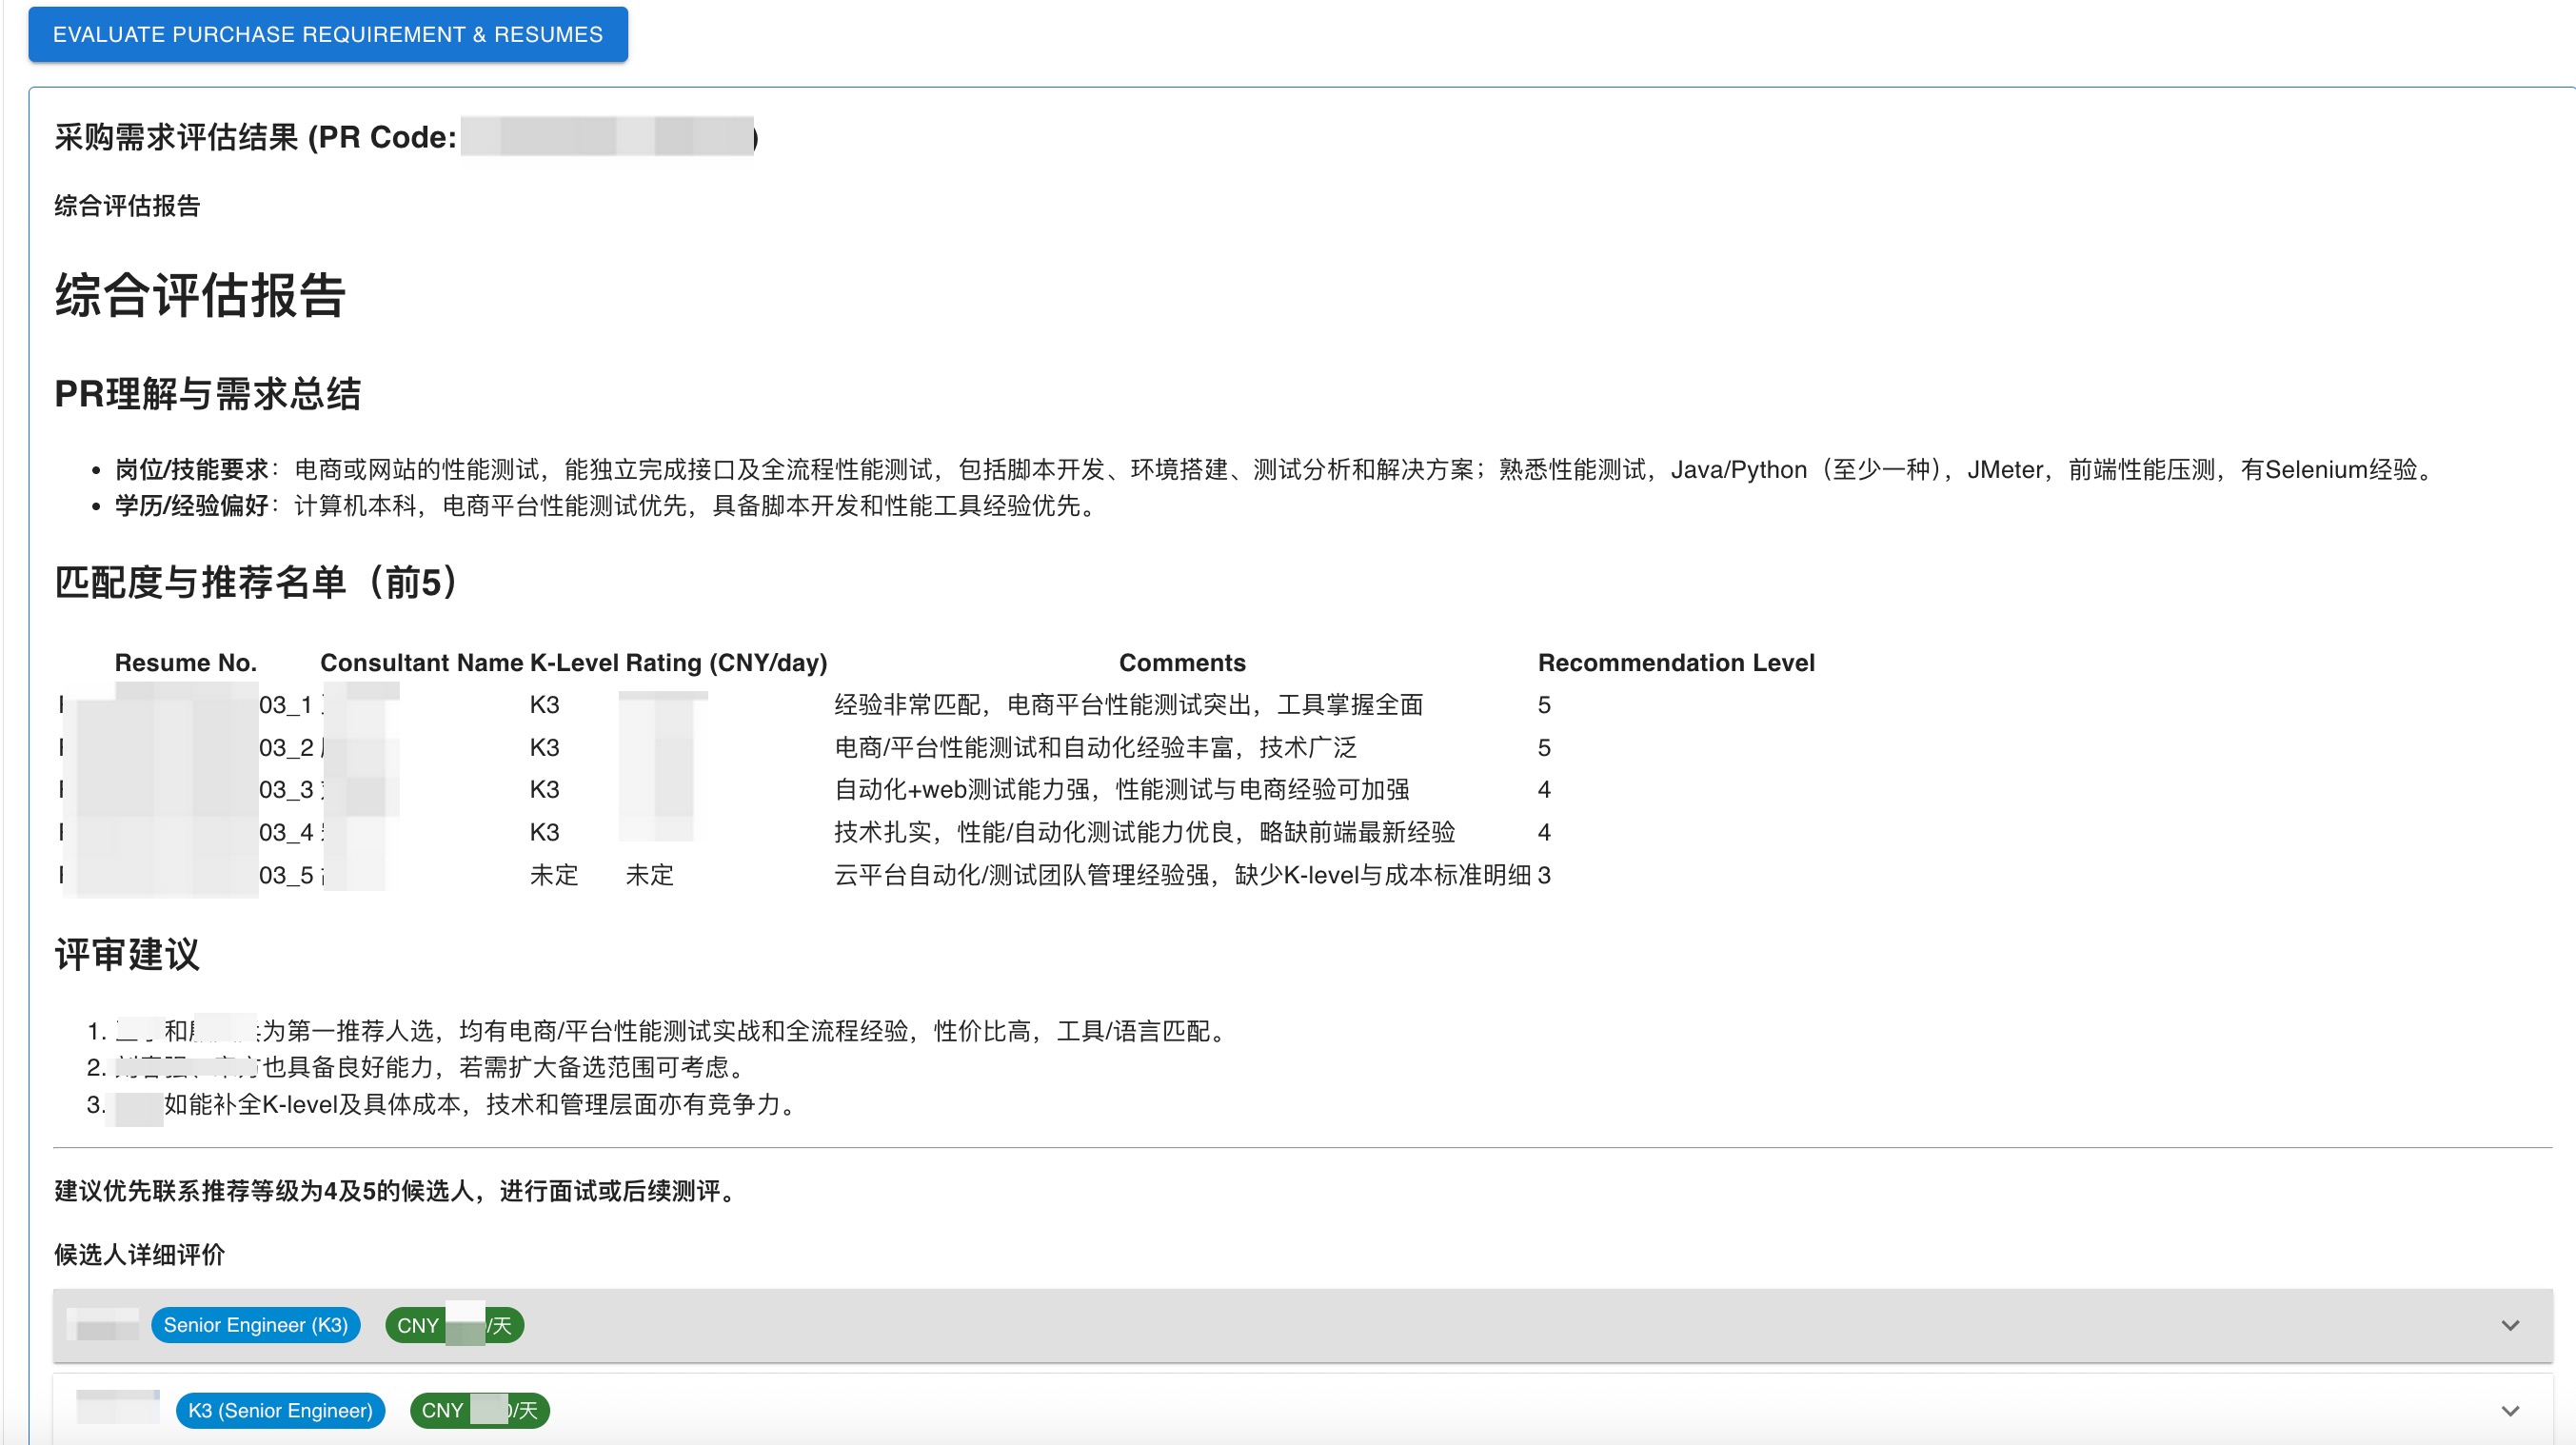 EVALUATE PURCHASE REQUIREMENT & RESUMES
采购需求评估结果 (PR Code: )
综合评估报告
综合评估报告
PR理解与需求总结
• 岗位/技能要求：电商或网站的性能测试，能独立完成接口及全流程性能测试，包括脚本开发、环境搭建、测试分析和解决方案；熟悉性能测试，Java/Python（至少一种），JMeter，前端性能压测，有Selenium经验。
• 学历/经验偏好：计算机本科，电商平台性能测试优先，具备脚本开发和性能工具经验优先。
匹配度与推荐名单（前5）
Resume No. Consultant Name K-Level Rating (CNY/day) Comments Recommendation Level
03_1 K3 经验非常匹配，电商平台性能测试突出，工具掌握全面 5
03_2 K3 电商/平台性能测试和自动化经验丰富，技术广泛 5
03_3 K3 自动化+web测试能力强，性能测试与电商经验可加强 4
03_4 K3 技术扎实，性能/自动化测试能力优良，略缺前端最新经验 4
03_5 未定 未定 云平台自动化/测试团队管理经验强，缺少K-level与成本标准明细 3
评审建议
1. 和 为第一推荐人选，均有电商/平台性能测试实战和全流程经验，性价比高，工具/语言匹配。
2. 也具备良好能力，若需扩大备选范围可考虑。
3. 如能补全K-level及具体成本，技术和管理层面亦有竞争力。
建议优先联系推荐等级为4及5的候选人，进行面试或后续测评。
候选人详细评价
Senior Engineer (K3) CNY /天
K3 (Senior Engineer) CNY /天